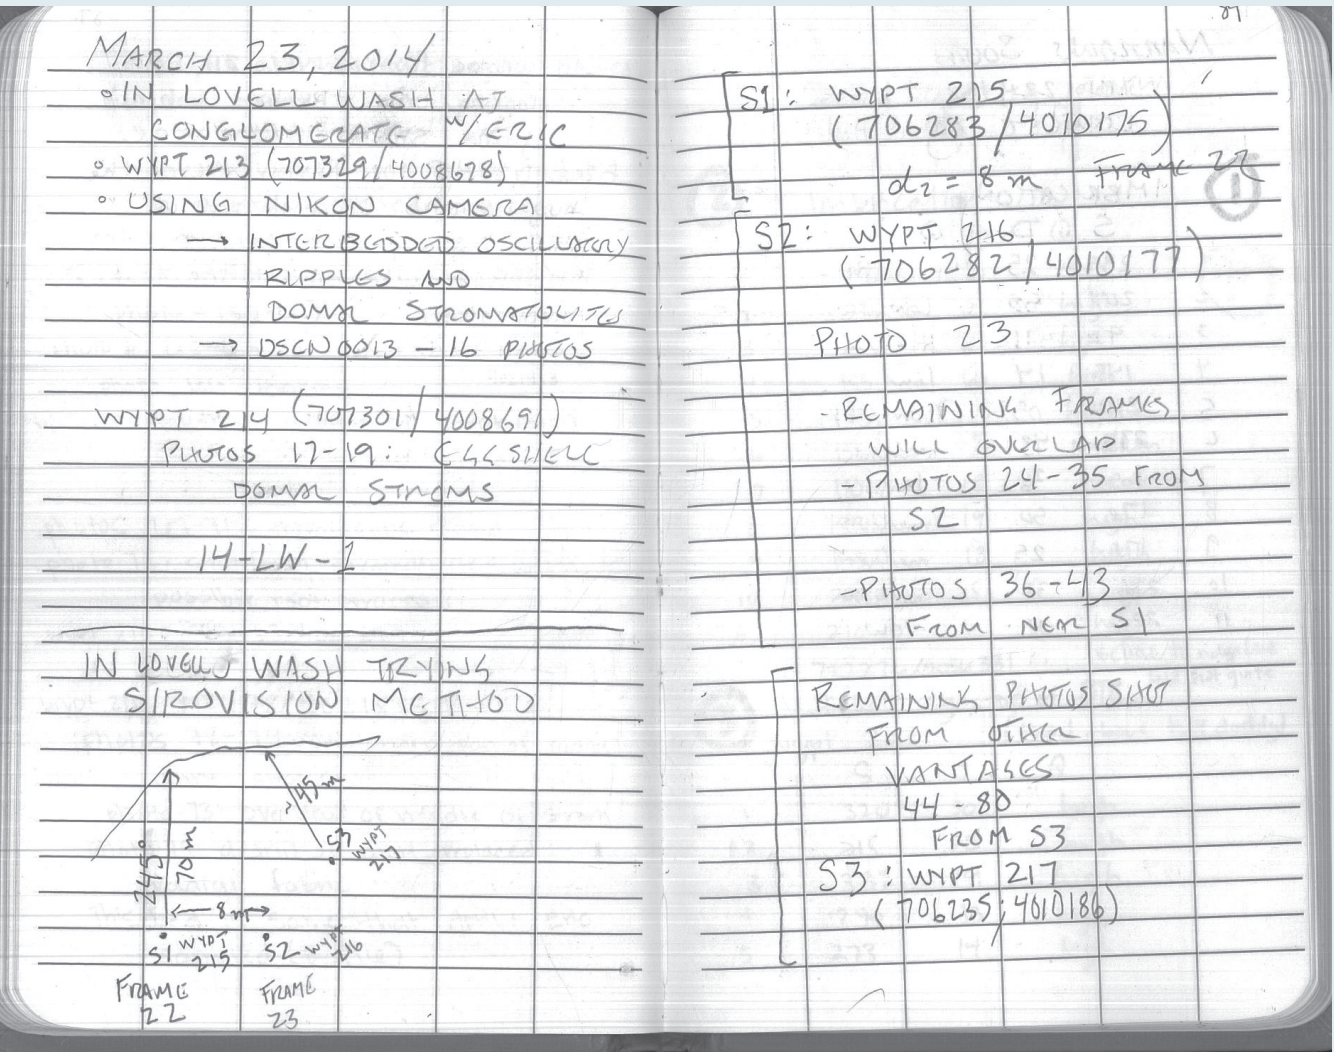 MARCH 23, 2014
• IN LOVELL WASH AT
CONGLOMERATE W/ ERIC
• WYPT 213 (707329/4008678)
• USING NIKON CAMERA
→ INTERBEDDED OSCILLATORY
RIPPLES AND
DOMAL STROMATOLITES
→ DSCN0013 - 16 PHOTOS
WYPT 214 (707301/4008691)
PHOTOS 17-19: EGGSHELL
DOMAL STROMS
14-LW-1
IN LOVELL WASH TRYING
SIROVISION METHOD
245°
70 m
~45 m
S3 WYPT
217
← 8m →
S1 WYPT
215
S2 WYPT
216
FRAME
22
FRAME
23
S1: WYPT 215
(706283/4010175)
d₂ = 8 m FRAME 22
S2: WYPT 216
(706282/4010177)
PHOTO 23
- REMAINING FRAMES
WILL OVERLAP
- PHOTOS 24-35 FROM
S2
- PHOTOS 36-43
FROM NEAR S1
REMAINING PHOTOS SHOT
FROM OTHER
VANTAGES
44-80
FROM S3
S3: WYPT 217
(706235; 4010186)